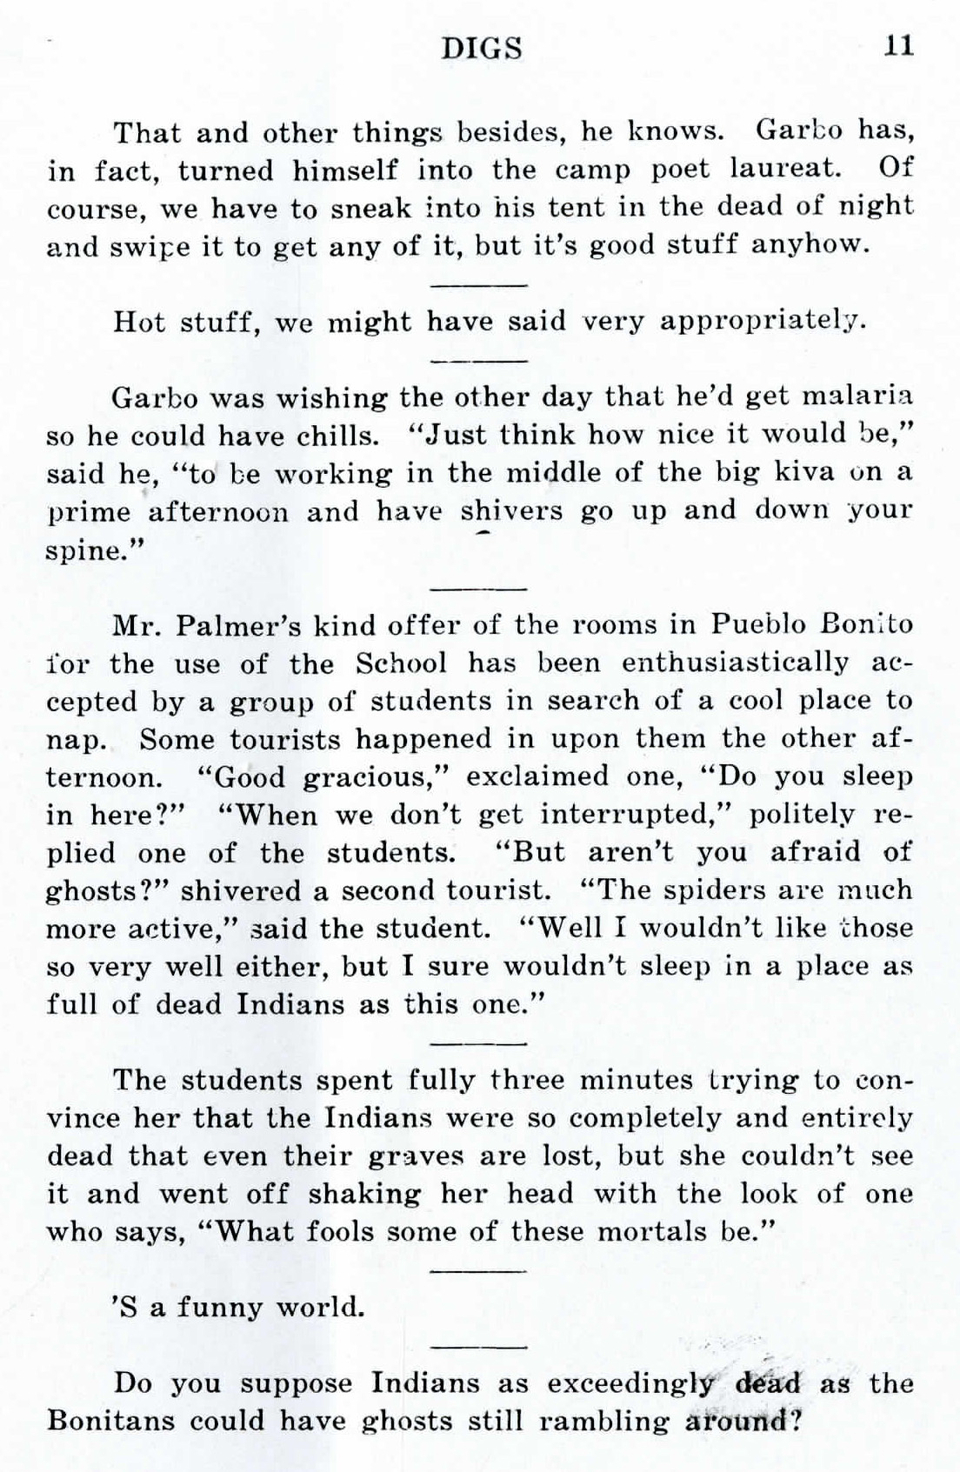 DIGS 11
That and other things besides, he knows. Garbo has,
in fact, turned himself into the camp poet laureat. Of
course, we have to sneak into his tent in the dead of night
and swipe it to get any of it, but it's good stuff anyhow.
Hot stuff, we might have said very appropriately.
Garbo was wishing the other day that he'd get malaria
so he could have chills. “Just think how nice it would be,”
said he, “to be working in the middle of the big kiva on a
prime afternoon and have shivers go up and down your
spine.”
Mr. Palmer's kind offer of the rooms in Pueblo Bonito
for the use of the School has been enthusiastically ac-
cepted by a group of students in search of a cool place to
nap. Some tourists happened in upon them the other af-
ternoon. “Good gracious,” exclaimed one, “Do you sleep
in here?” “When we don't get interrupted,” politely re-
plied one of the students. “But aren't you afraid of
ghosts?” shivered a second tourist. “The spiders are much
more active,” said the student. “Well I wouldn't like those
so very well either, but I sure wouldn't sleep in a place as
full of dead Indians as this one.”
The students spent fully three minutes trying to con-
vince her that the Indians were so completely and entirely
dead that even their graves are lost, but she couldn't see
it and went off shaking her head with the look of one
who says, “What fools some of these mortals be.”
'S a funny world.
Do you suppose Indians as exceedingly dead as the
Bonitans could have ghosts still rambling around?